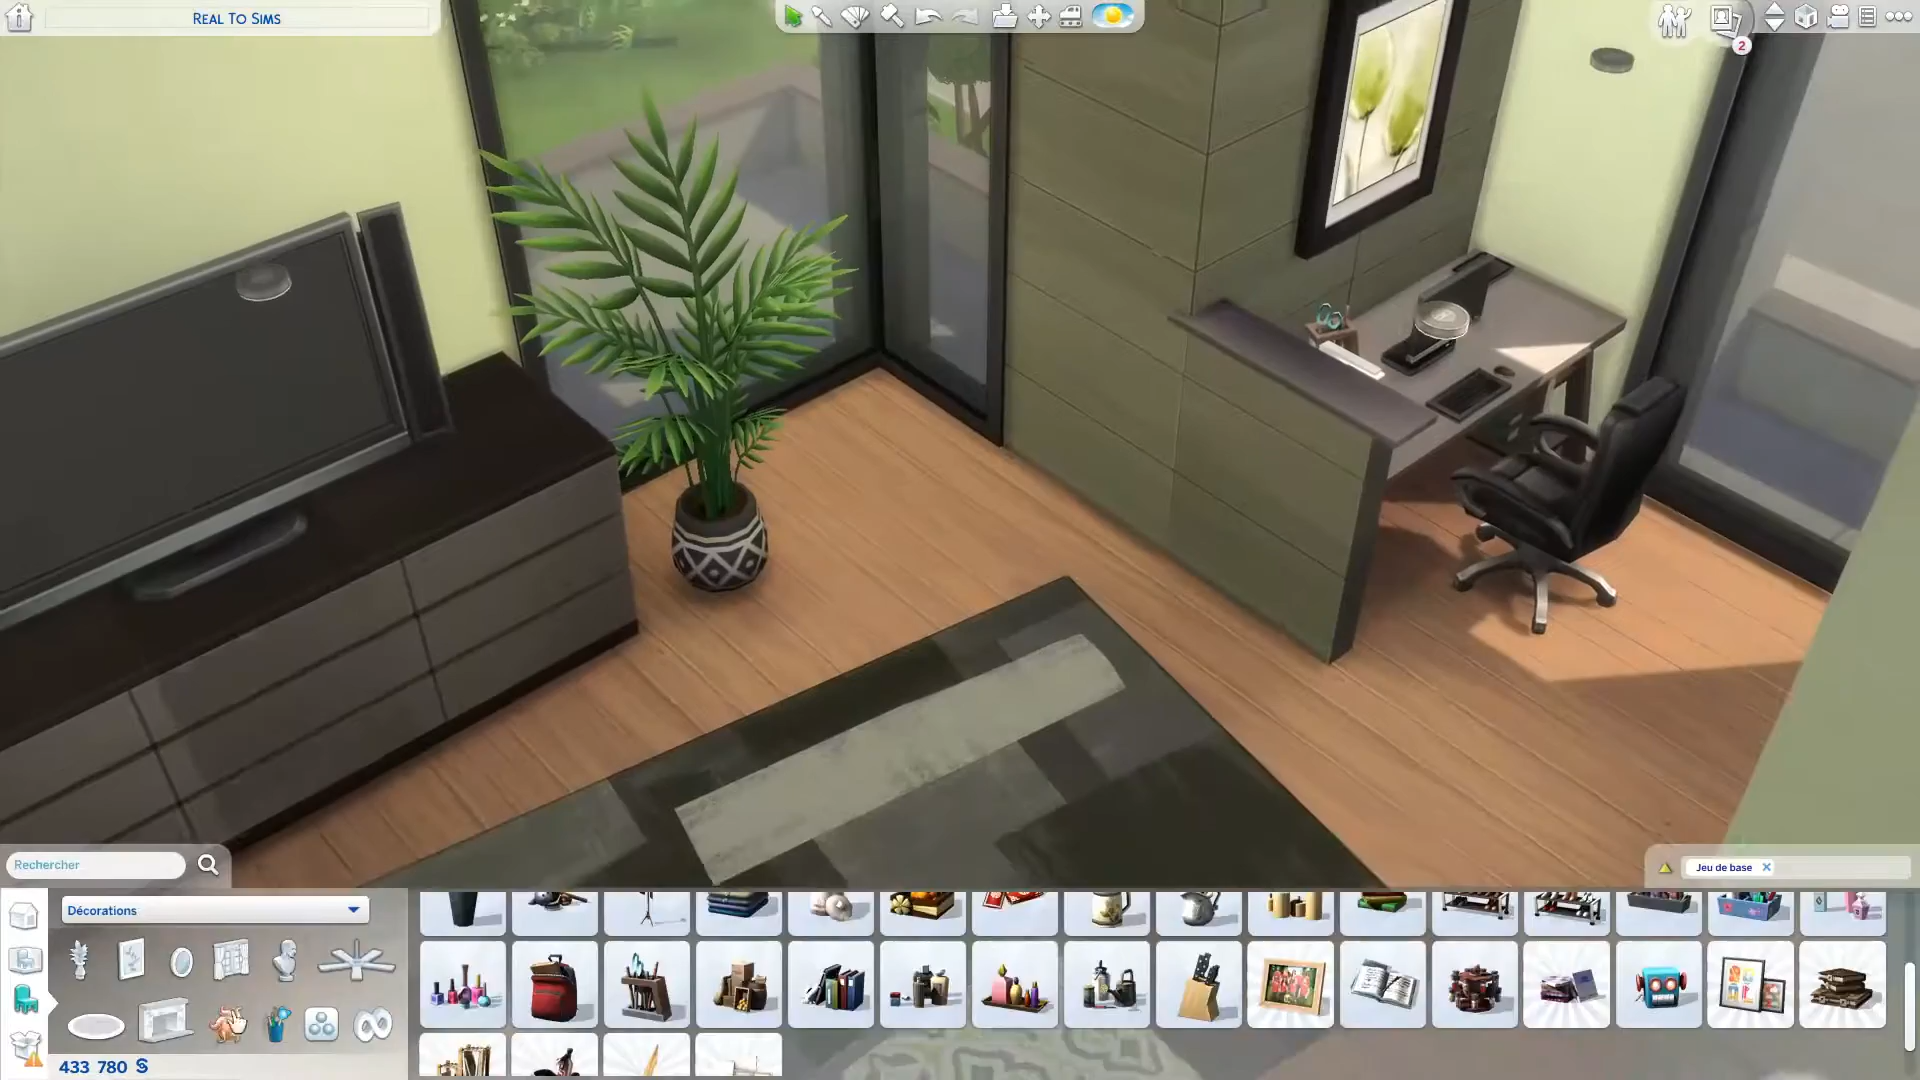 REAL TO SIMS
2
Rechercher
Jeu de base
Décorations
433 780 S